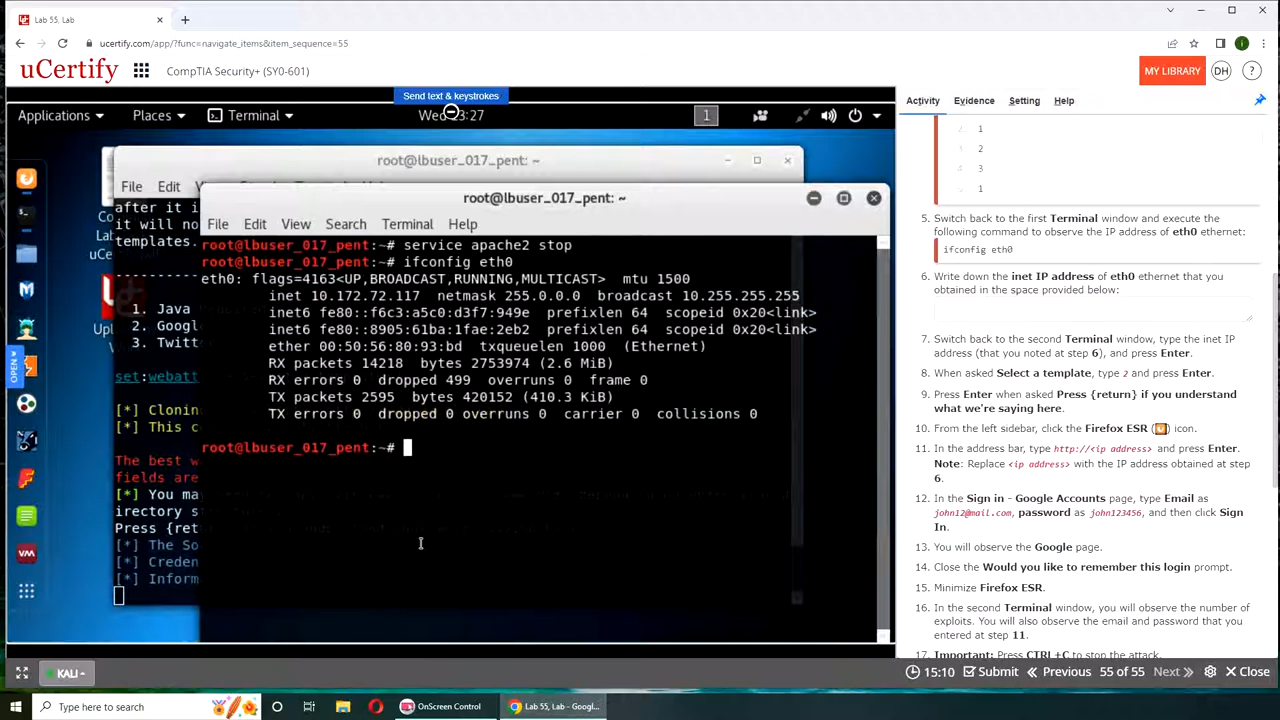 Lab 55, Lab
ucertify.com/app/?func=navigate_items&item_sequence=55
uCertify
CompTIA Security+ (SY0-601)
MY LIBRARY
DH
Send text & keystrokes
Applications
Places
Terminal
Wed 23:27
1
root@lbuser_017_pent: ~
File Edit
after it i
it will no
templates.
1. Java
2. Googl
3. Twitt
set:webatt
[*] Cloning
[*] This c
The best w
fields are
[*] You may
irectory s
Press {ret
[*] The So
[*] Creden
[*] Inform
root@lbuser_017_pent: ~
File Edit View Search Terminal Help
root@lbuser_017_pent:~# service apache2 stop
root@lbuser_017_pent:~# ifconfig eth0
eth0: flags=4163<UP,BROADCAST,RUNNING,MULTICAST> mtu 1500
inet 10.172.72.117 netmask 255.0.0.0 broadcast 10.255.255.255
inet6 fe80::f6c3:a5c0:d3f7:949e prefixlen 64 scopeid 0x20<link>
inet6 fe80::8905:61ba:1fae:2eb2 prefixlen 64 scopeid 0x20<link>
ether 00:50:56:80:93:bd txqueuelen 1000 (Ethernet)
RX packets 14218 bytes 2753974 (2.6 MiB)
RX errors 0 dropped 499 overruns 0 frame 0
TX packets 2595 bytes 420152 (410.3 KiB)
TX errors 0 dropped 0 overruns 0 carrier 0 collisions 0
root@lbuser_017_pent:~#
OPEN
KALI
Activity Evidence Setting Help
1
2
3
1
5. Switch back to the first Terminal window and execute the
following command to observe the IP address of eth0 ethernet:
ifconfig eth0
6. Write down the inet IP address of eth0 ethernet that you
obtained in the space provided below:
7. Switch back to the second Terminal window, type the inet IP
address (that you noted at step 6), and press Enter.
8. When asked Select a template, type 2 and press Enter.
9. Press Enter when asked Press {return} if you understand
what we're saying here.
10. From the left sidebar, click the Firefox ESR ( ) icon.
11. In the address bar, type http://<ip address> and press Enter.
Note: Replace <ip address> with the IP address obtained at step
6.
12. In the Sign in - Google Accounts page, type Email as
john12@mail.com, password as john123456, and then click Sign
In.
13. You will observe the Google page.
14. Close the Would you like to remember this login prompt.
15. Minimize Firefox ESR.
16. In the second Terminal window, you will observe the number of
exploits. You will also observe the email and password that you
entered at step 11.
17. Important: Press CTRL+C to stop the attack.
15:10 Submit Previous 55 of 55 Next Close
Type here to search
OnScreen Control
Lab 55, Lab - Googl...